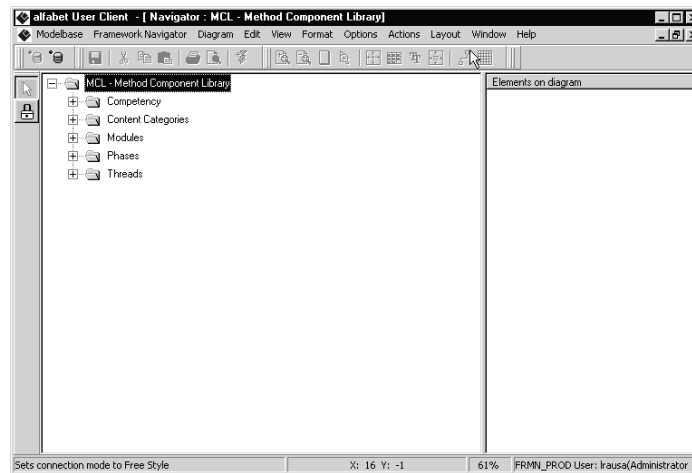 alfabet User Client - [ Navigator : MCL - Method Component Library]
Modelbase Framework Navigator Diagram Edit View Format Options Actions Layout Window Help
MCL - Method Component Library
Elements on diagram
Competency
Content Categories
Modules
Phases
Threads
Sets connection mode to Free Style
X: 16 Y: -1
61%
FRMN_PROD User: lrausa(Administrator